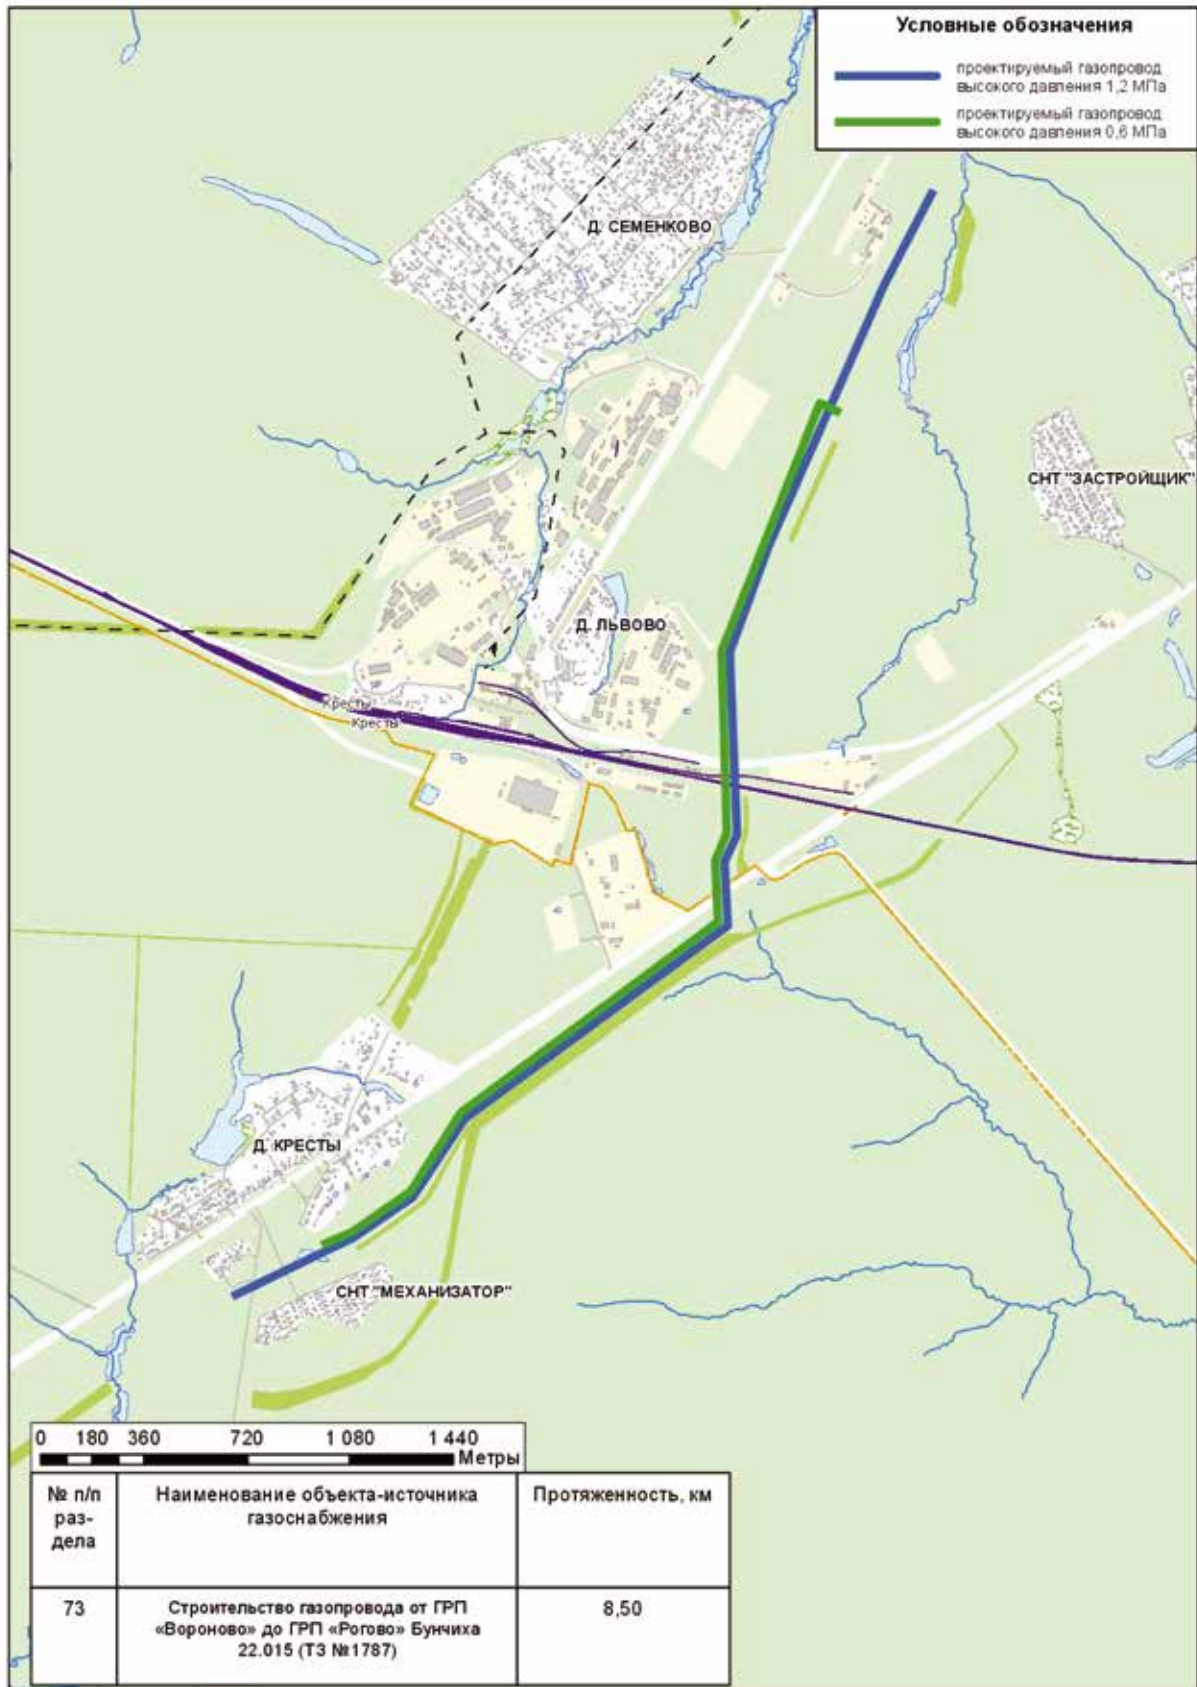 Условные обозначения
проектируемый газопровод
высокого давления 1,2 МПа
проектируемый газопровод
высокого давления 0,6 МПа
Д. СЕМЕНКОВО
СНТ "ЗАСТРОЙЩИК"
Д. ЛЬВОВО
Кресты
Кресты
Д. КРЕСТЫ
СНТ "МЕХАНИЗАТОР"
0 180 360 720 1 080 1 440
Метры
№ п/п
раз-
дела
Наименование объекта-источника
газоснабжения
Протяженность, км
73
Строительство газопровода от ГРП
«Вороново» до ГРП «Рогово» Бунчиха
22.015 (ТЗ №1787)
8,50